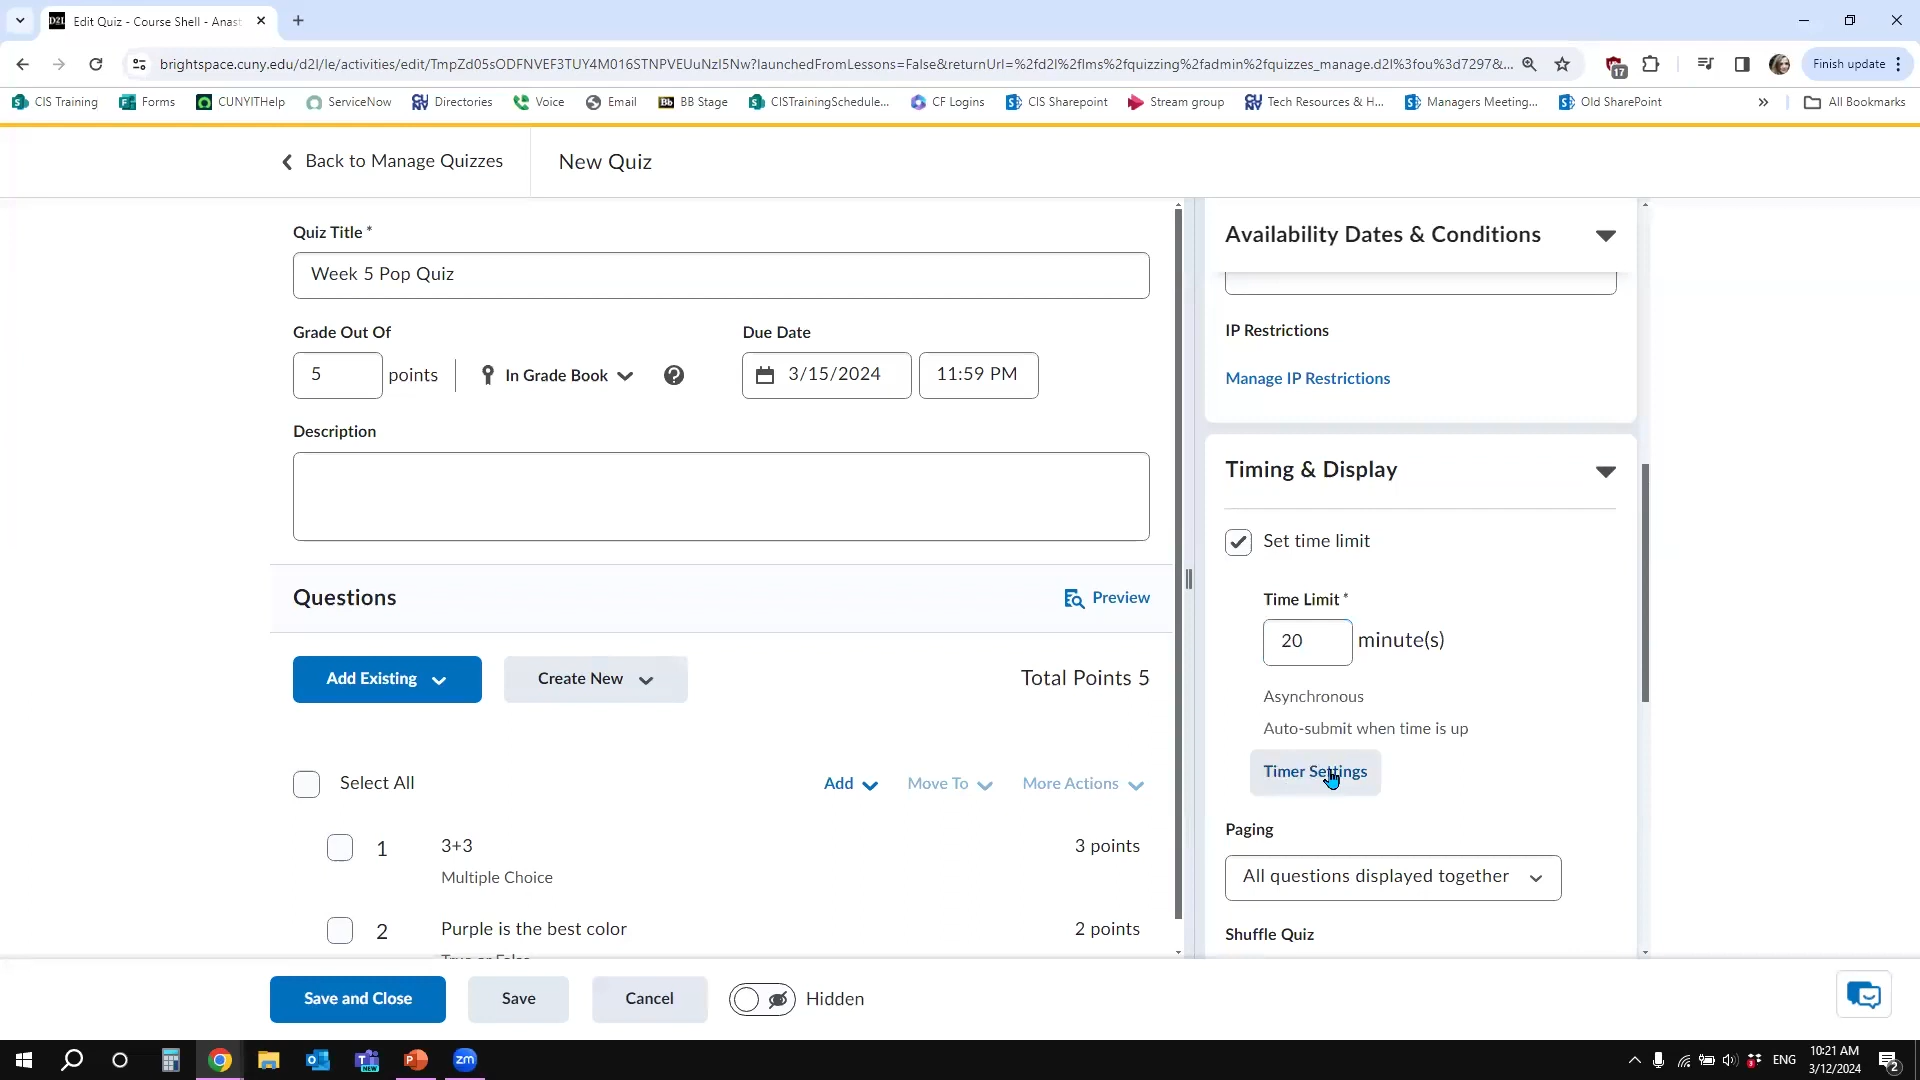 Edit Quiz - Course Shell - Anast
brightspace.cuny.edu/d2l/le/activities/edit/TmpZd05sODFNVEF3TUY4M016STNPVEUuNzI5Nw?launchedFromLessons=False&returnUrl=%2fd2l%2flms%2fquizzing%2fadmin%2fquizzes_manage.d2l%3fou%3d7297&...
17
Finish update
CIS Training
Forms
CUNYITHelp
ServiceNow
Directories
Voice
Email
Bb BB Stage
CISTrainingSchedule...
CF Logins
CIS Sharepoint
Stream group
Tech Resources & H...
Managers Meeting...
Old SharePoint
All Bookmarks
Back to Manage Quizzes
New Quiz
Quiz Title *
Week 5 Pop Quiz
Grade Out Of
5 points
In Grade Book
Due Date
3/15/2024
11:59 PM
Description
Questions
Preview
Add Existing
Create New
Total Points 5
Select All
Add
Move To
More Actions
1 3+3 3 points
Multiple Choice
2 Purple is the best color 2 points
True or False
Availability Dates & Conditions
IP Restrictions
Manage IP Restrictions
Timing & Display
Set time limit
Time Limit *
20 minute(s)
Asynchronous
Auto-submit when time is up
Timer Settings
Paging
All questions displayed together
Shuffle Quiz
Save and Close
Save
Cancel
Hidden
zm
ENG
10:21 AM
3/12/2024
2